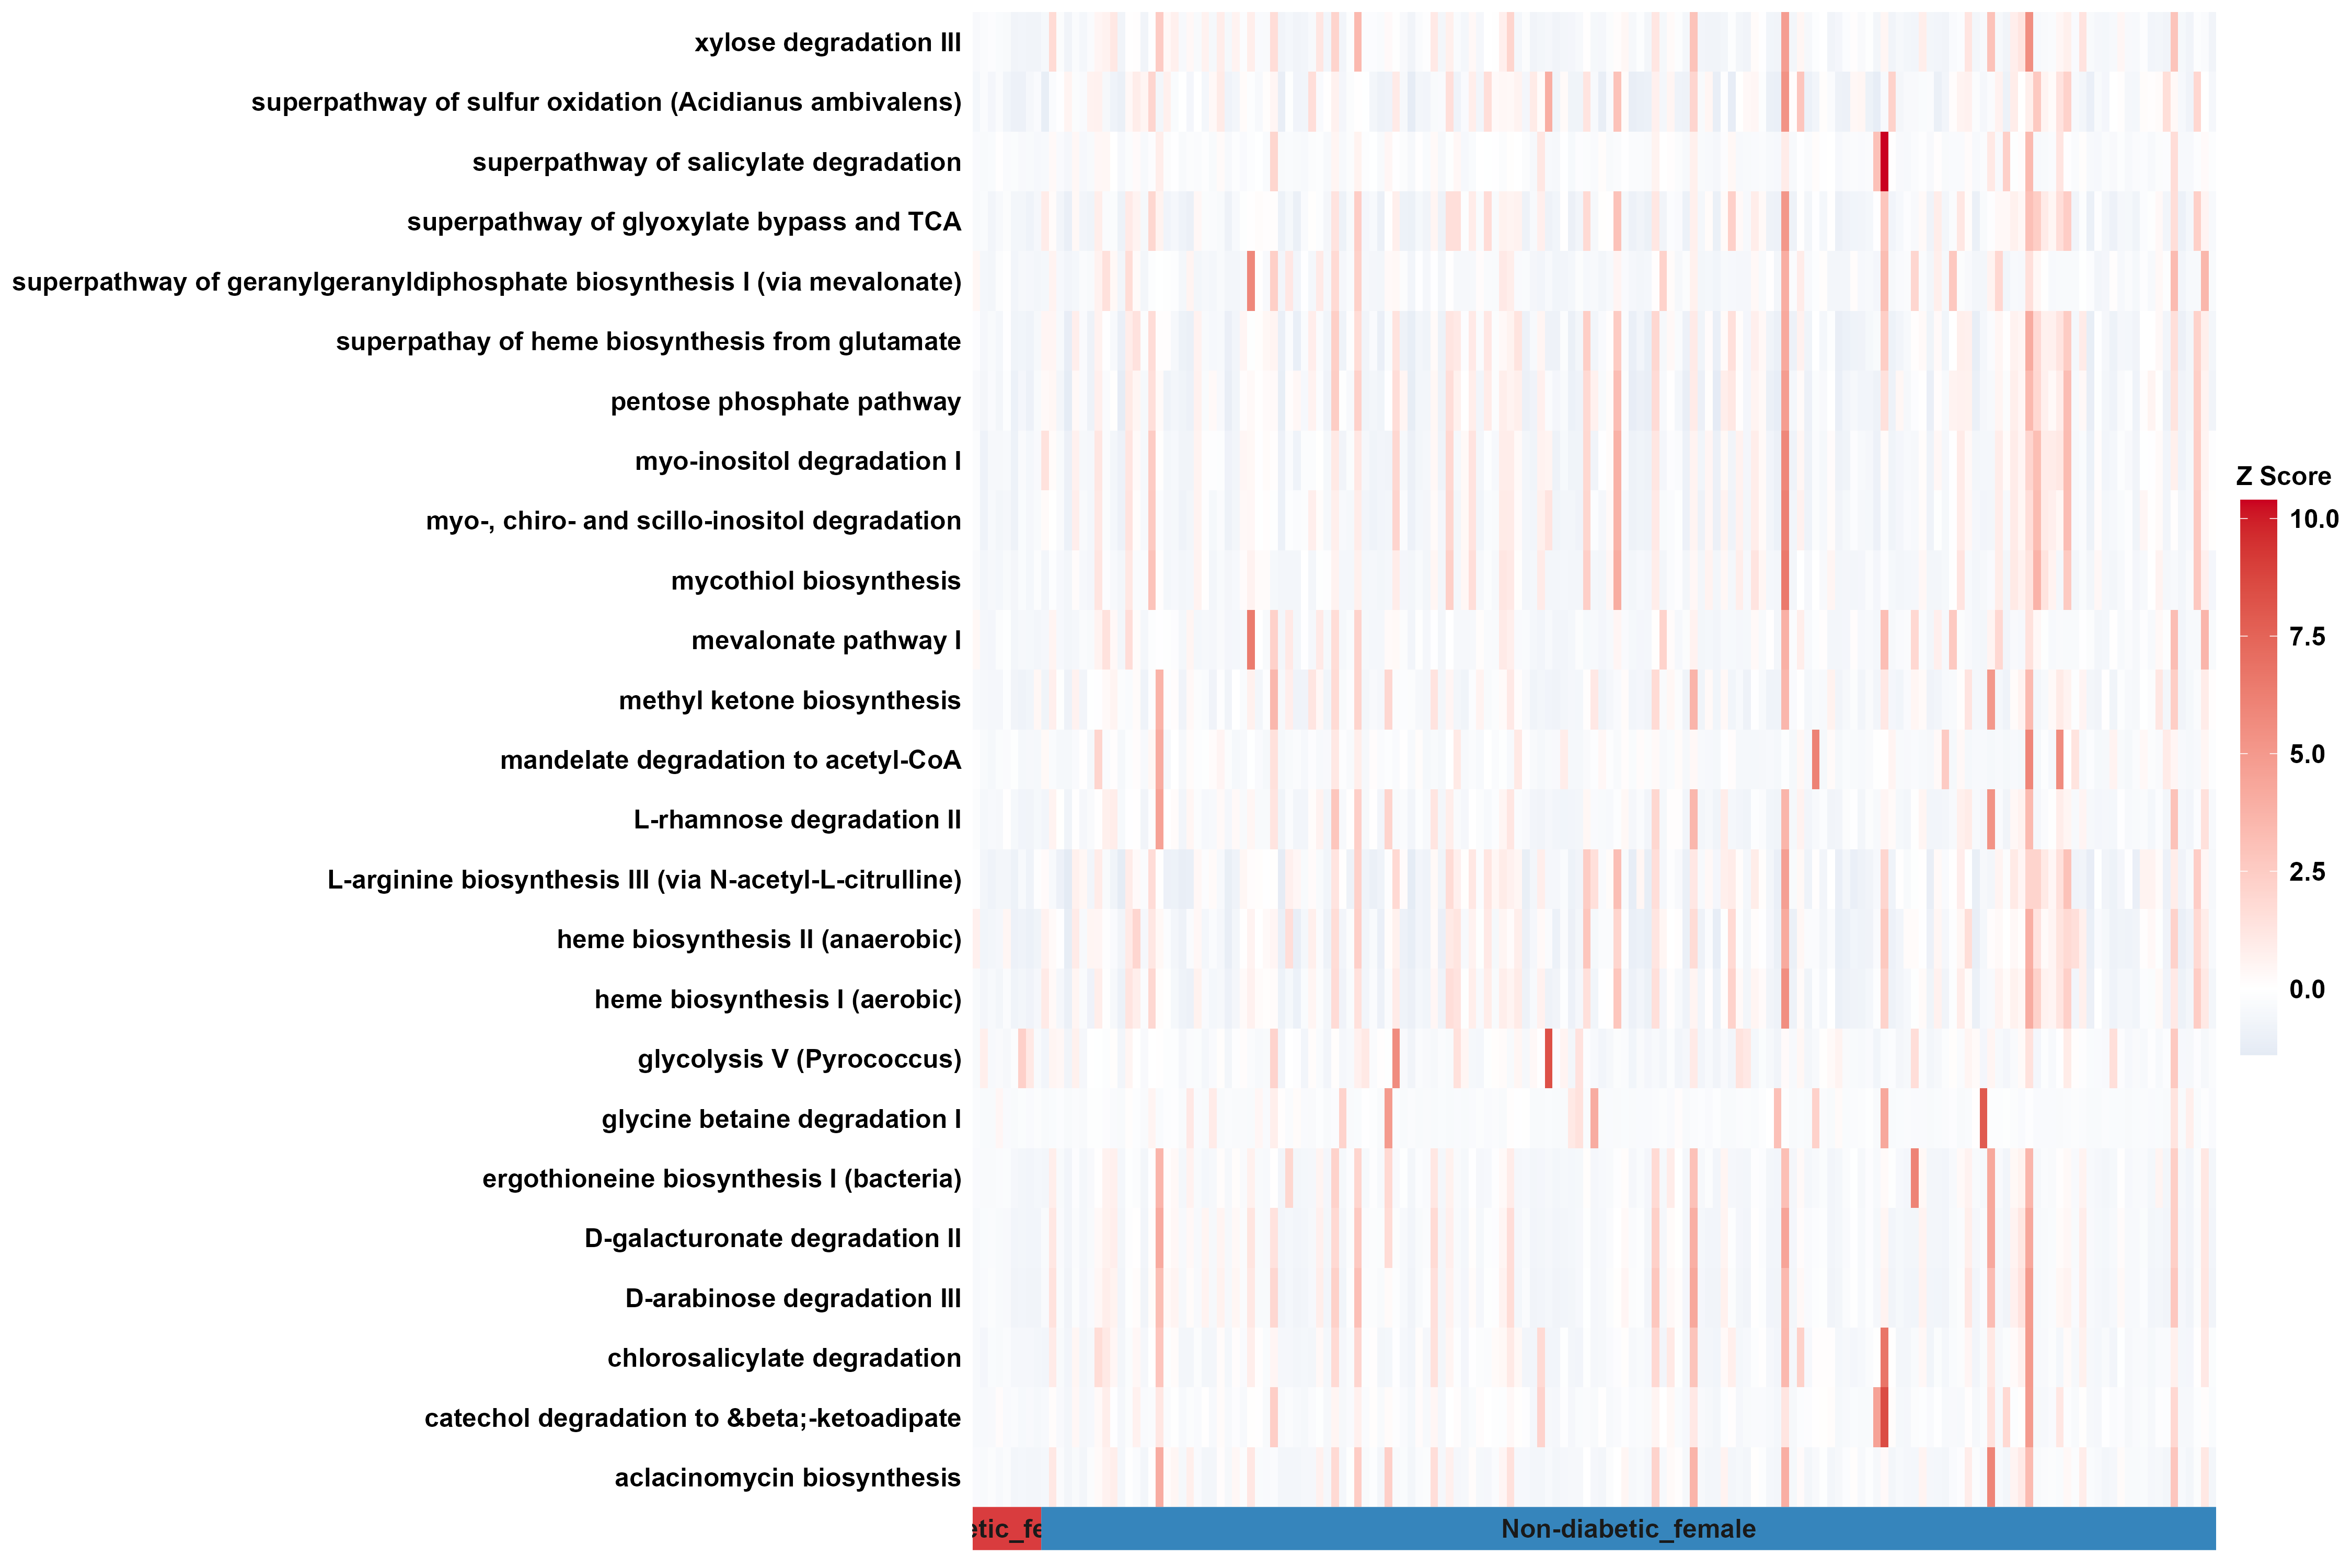 xylose degradation III
superpathway of sulfur oxidation (Acidianus ambivalens)
superpathway of salicylate degradation
superpathway of glyoxylate bypass and TCA
superpathway of geranylgeranyldiphosphate biosynthesis I (via mevalonate)
superpathay of heme biosynthesis from glutamate
pentose phosphate pathway
myo-inositol degradation I
myo-, chiro- and scillo-inositol degradation
mycothiol biosynthesis
mevalonate pathway I
methyl ketone biosynthesis
mandelate degradation to acetyl-CoA
L-rhamnose degradation II
L-arginine biosynthesis III (via N-acetyl-L-citrulline)
heme biosynthesis II (anaerobic)
heme biosynthesis I (aerobic)
glycolysis V (Pyrococcus)
glycine betaine degradation I
ergothioneine biosynthesis I (bacteria)
D-galacturonate degradation II
D-arabinose degradation III
chlorosalicylate degradation
catechol degradation to &beta;-ketoadipate
aclacinomycin biosynthesis
etic_fe
Non-diabetic_female
Z Score
10.0
7.5
5.0
2.5
0.0